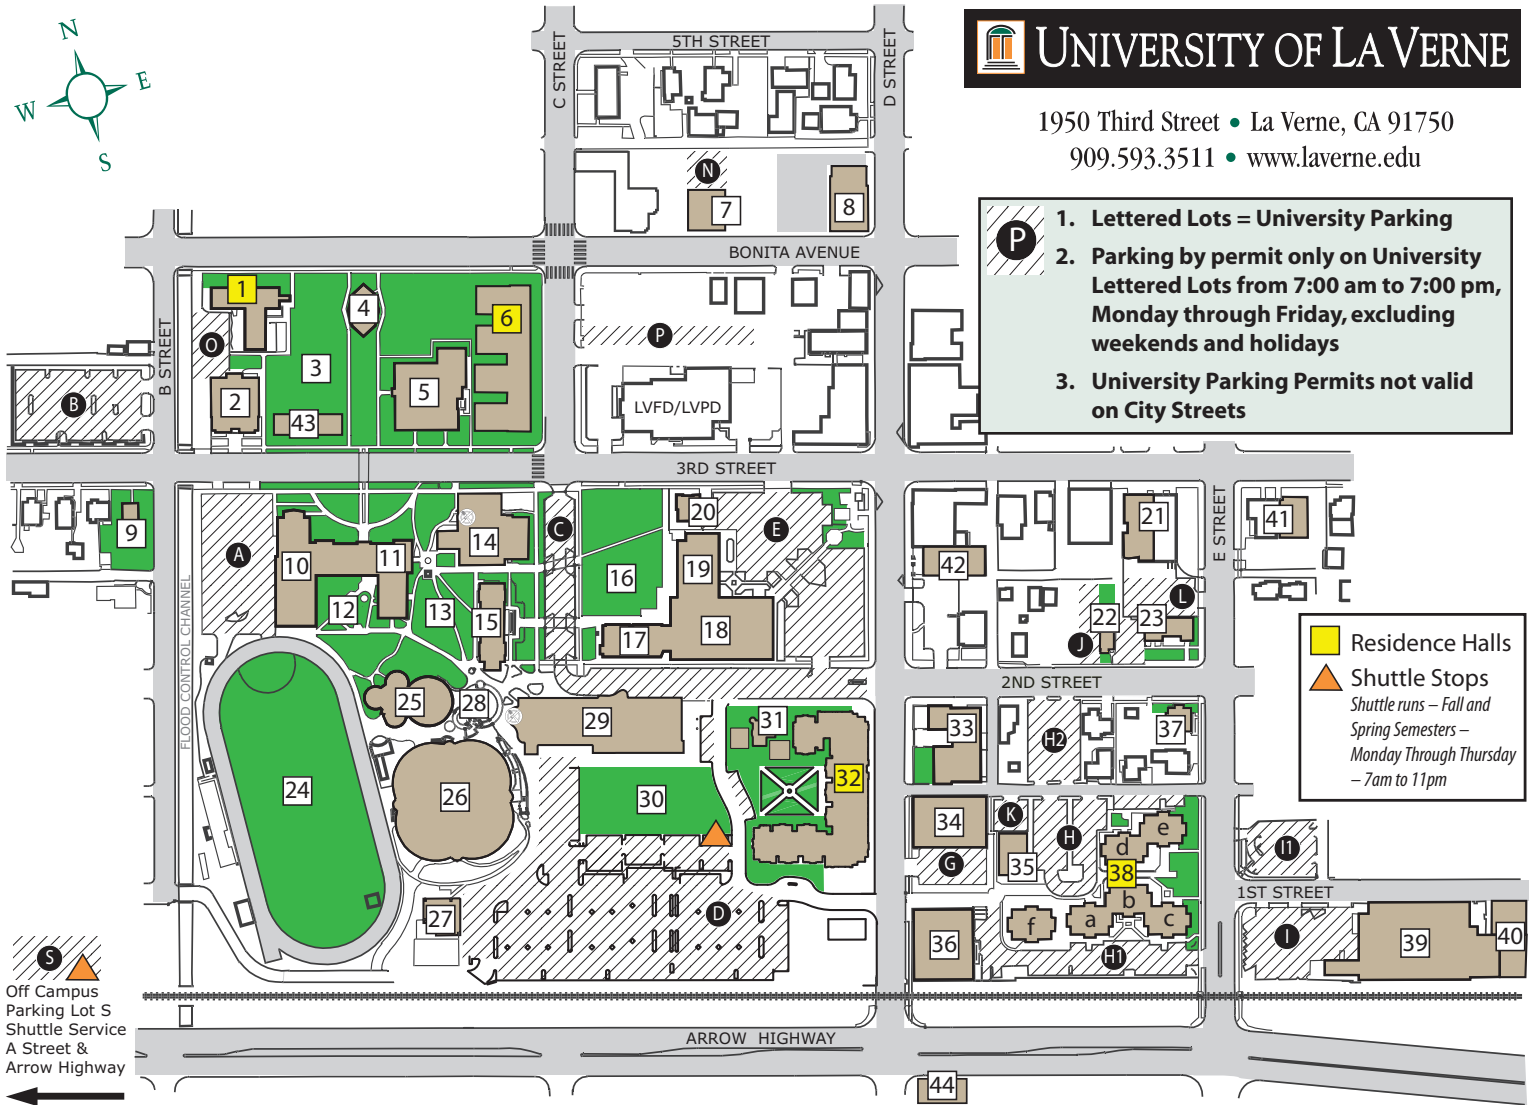 UNIVERSITY OF LA VERNE
1950 Third Street • La Verne, CA 91750
909.593.3511 • www.laverne.edu
P
1. Lettered Lots = University Parking
2. Parking by permit only on University
Lettered Lots from 7:00 am to 7:00 pm,
Monday through Friday, excluding
weekends and holidays
3. University Parking Permits not valid
on City Streets
N
E
W
S
5TH STREET
C STREET
D STREET
N
7
8
BONITA AVENUE
B STREET
1
4
6
O
3
P
2
43
5
B
LVFD/LVPD
3RD STREET
9
A
10
11
14
C
20
E
21
41
E STREET
12
13
15
16
19
17
18
42
22
23
L
J
FLOOD CONTROL CHANNEL
Residence Halls
Shuttle Stops
Shuttle runs – Fall and
Spring Semesters –
Monday Through Thursday
– 7am to 11pm
2ND STREET
25
28
29
31
33
H2
37
24
26
30
32
34
K
H
e
d
G
35
38
I1
1ST STREET
27
D
b
a
c
f
36
H1
I
39
40
S
Off Campus
Parking Lot S
Shuttle Service
A Street &
Arrow Highway
ARROW HIGHWAY
44